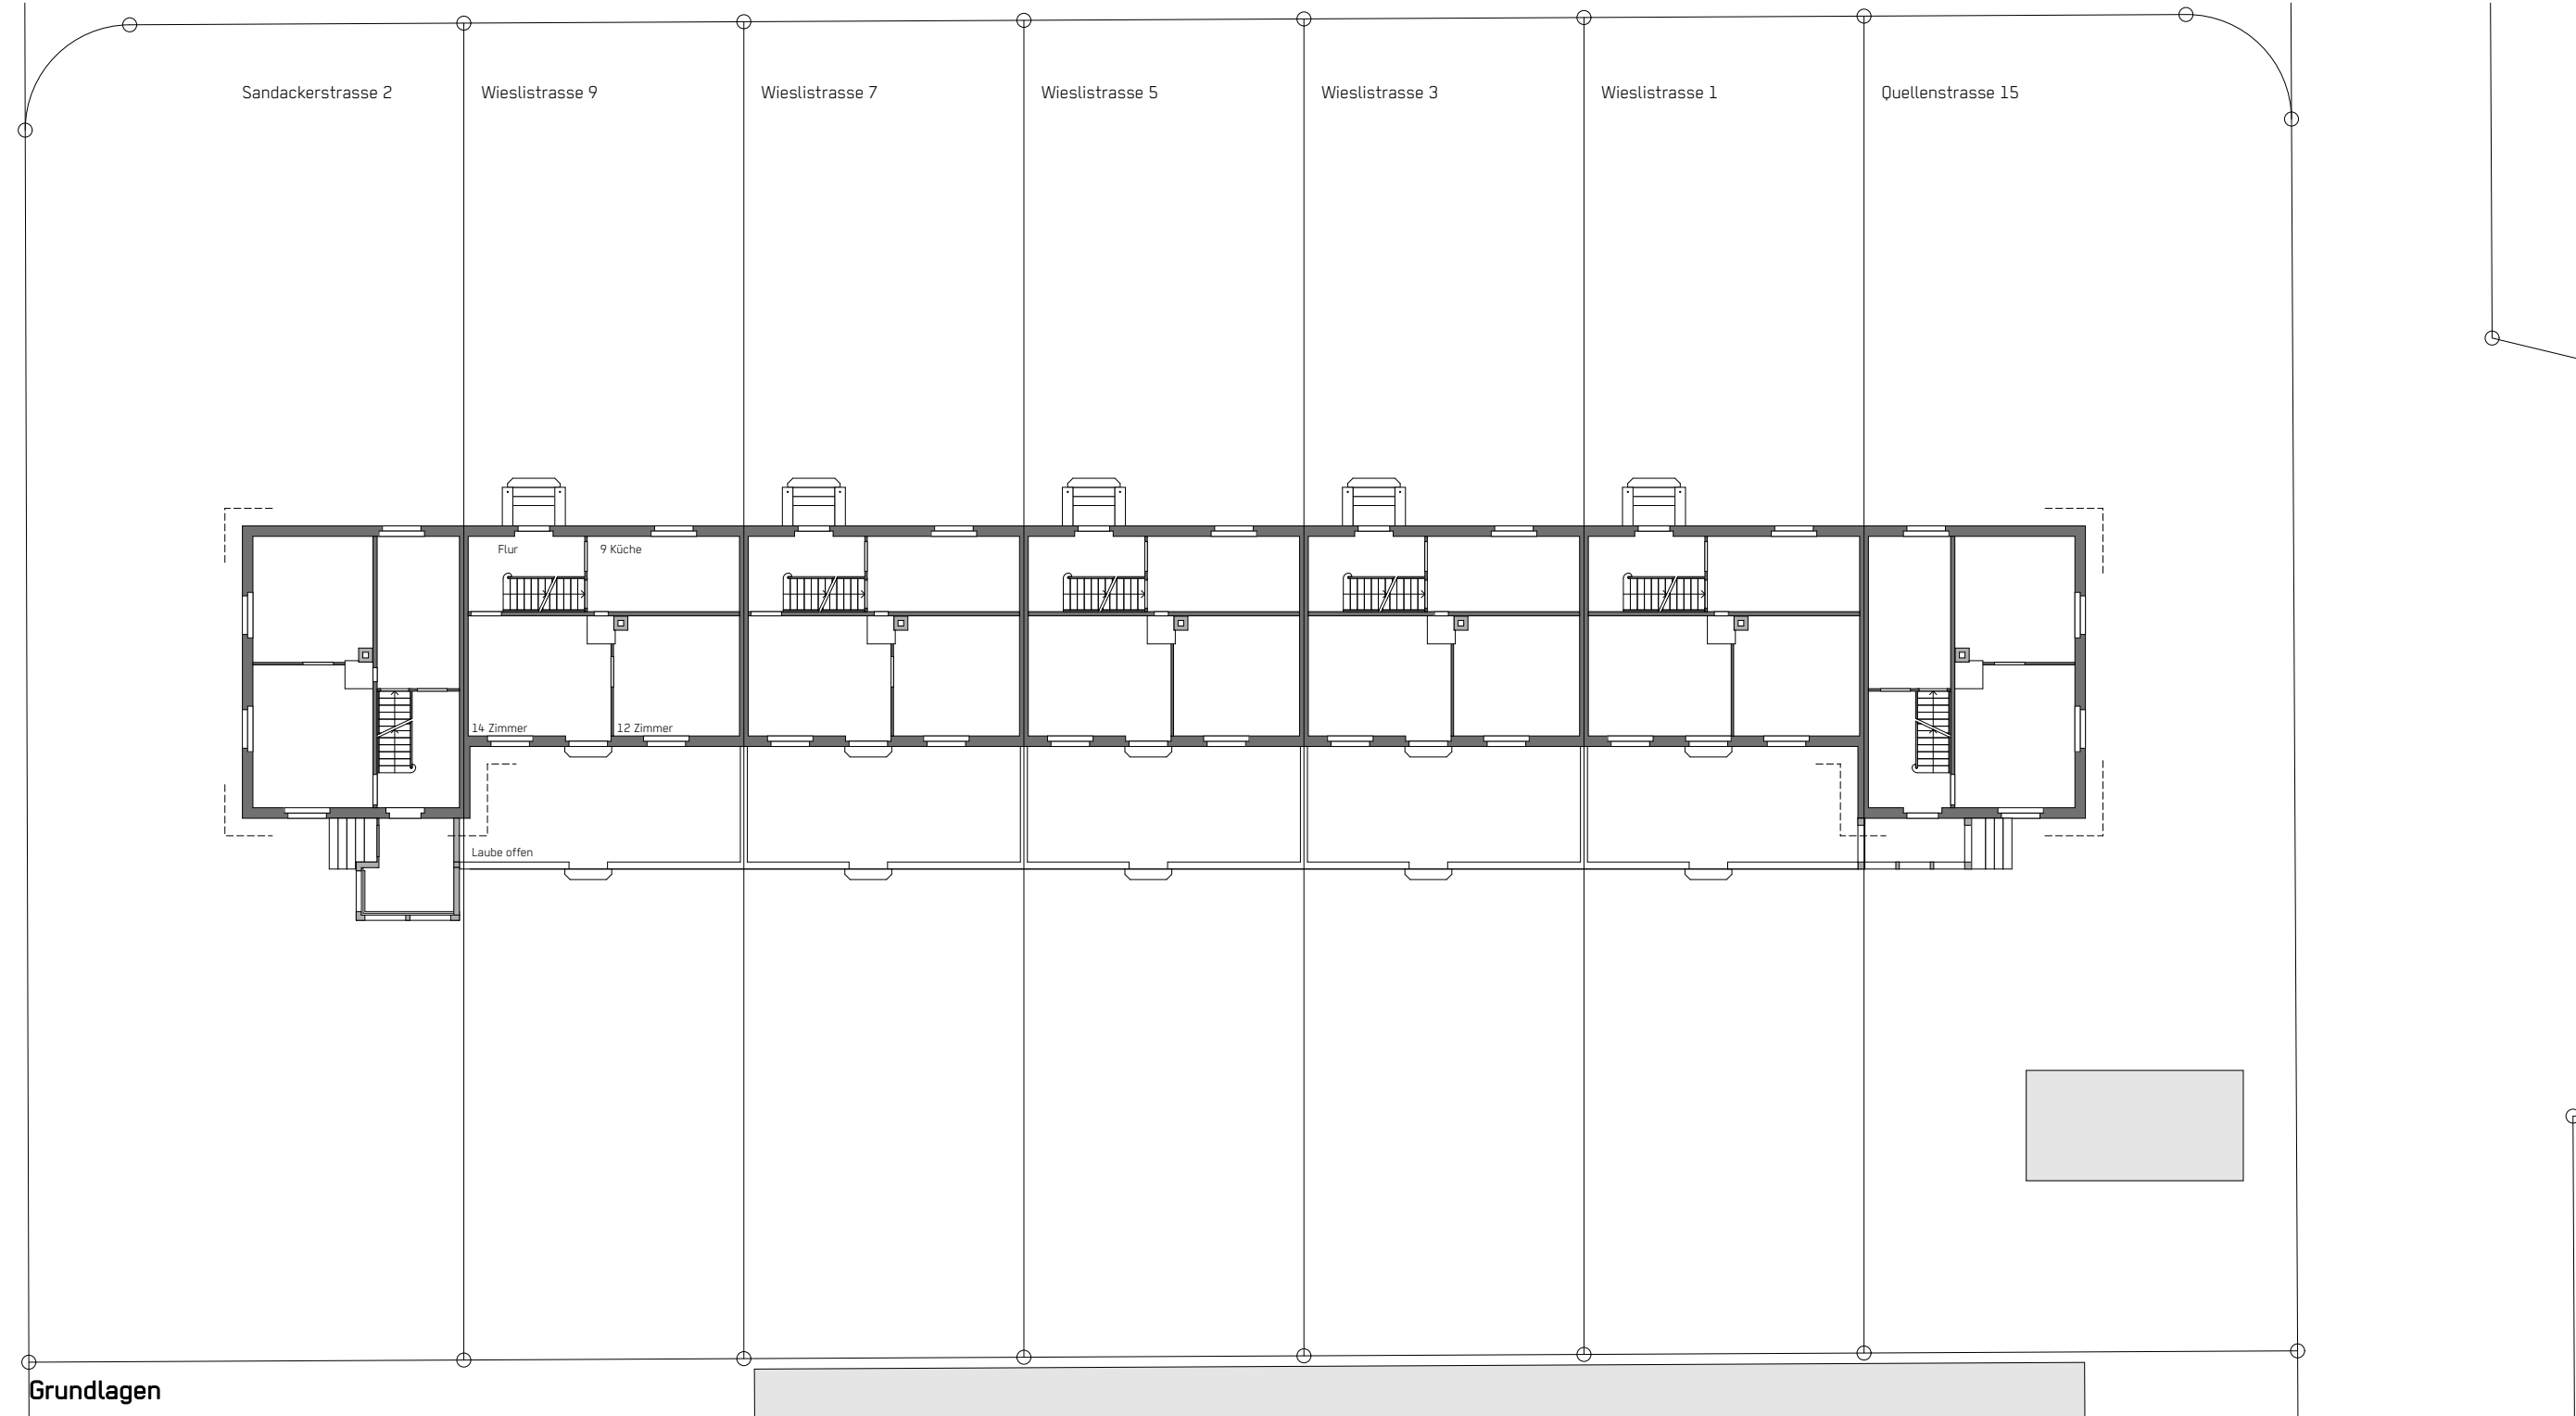 Sandackerstrasse 2
Wieslistrasse 9
Wieslistrasse 7
Wieslistrasse 5
Wieslistrasse 3
Wieslistrasse 1
Quellenstrasse 15
Flur
9 Küche
14 Zimmer
12 Zimmer
Laube offen
Grundlagen